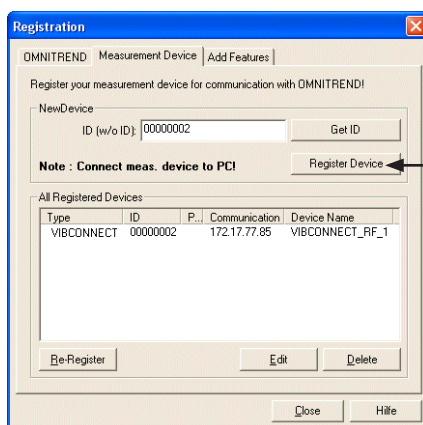 Registration
OMNITREND Measurement Device Add Features
Register your measurement device for communication with OMNITREND!
NewDevice
ID (w/o ID): 00000002 Get ID
Note : Connect meas. device to PC! Register Device
All Registered Devices
Type ID P... Communication Device Name
VIBCONNECT 00000002 172.17.77.85 VIBCONNECT_RF_1
Re-Register Edit Delete
Close Hilfe